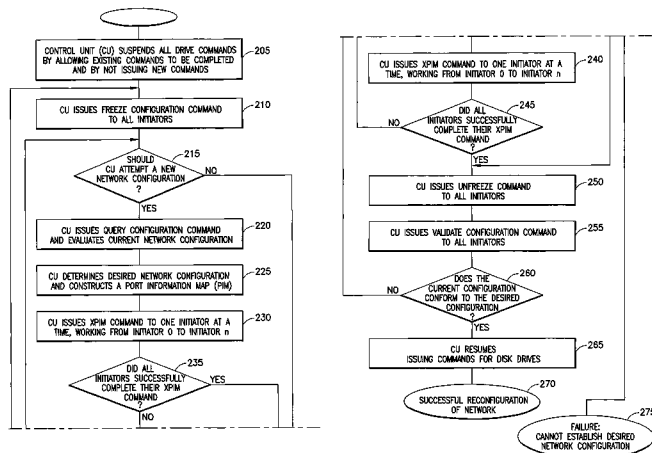 CONTROL UNIT (CU) SUSPENDS ALL DRIVE COMMANDS
BY ALLOWING EXISTING COMMANDS TO BE COMPLETED
AND BY NOT ISSUING NEW COMMANDS
205
CU ISSUES FREEZE CONFIGURATION COMMAND
TO ALL INITIATORS
210
SHOULD
CU ATTEMPT A NEW
NETWORK CONFIGURATION
?
215
NO
YES
CU ISSUES QUERY CONFIGURATION COMMAND
AND EVALUATES CURRENT NETWORK CONFIGURATION
220
CU DETERMINES DESIRED NETWORK CONFIGURATION
AND CONSTRUCTS A PORT INFORMATION MAP (PIM)
225
CU ISSUES XPIM COMMAND TO ONE INITIATOR AT A
TIME, WORKING FROM INITIATOR 0 TO INITIATOR n
230
DID ALL
INITIATORS SUCCESSFULLY
COMPLETE THEIR XPIM
COMMAND
?
235
YES
NO
CU ISSUES XPIM COMMAND TO ONE INITIATOR AT A
TIME, WORKING FROM INITIATOR 0 TO INITIATOR n
240
DID ALL
INITIATORS SUCCESSFULLY
COMPLETE THEIR XPIM
COMMAND
?
245
NO
YES
CU ISSUES UNFREEZE COMMAND
TO ALL INITIATORS
250
CU ISSUES VALIDATE CONFIGURATION COMMAND
TO ALL INITIATORS
255
DOES THE
CURRENT CONFIGURATION
CONFORM TO THE DESIRED
CONFIGURATION
?
260
NO
YES
CU RESUMES
ISSUING COMMANDS FOR DISK DRIVES
265
SUCCESSFUL RECONFIGURATION
OF NETWORK
270
FAILURE:
CANNOT ESTABLISH DESIRED
NETWORK CONFIGURATION
275